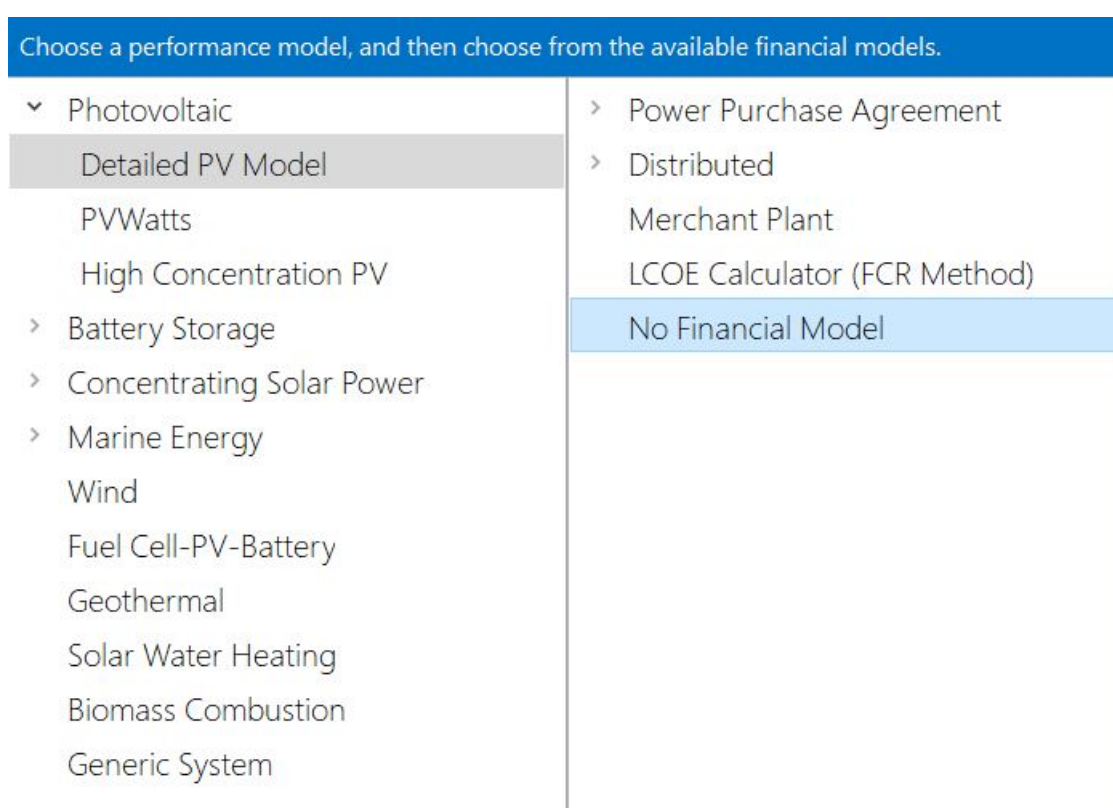 Choose a performance model, and then choose from the available financial models.
Photovoltaic
Detailed PV Model
PVWatts
High Concentration PV
Battery Storage
Concentrating Solar Power
Marine Energy
Wind
Fuel Cell-PV-Battery
Geothermal
Solar Water Heating
Biomass Combustion
Generic System
Power Purchase Agreement
Distributed
Merchant Plant
LCOE Calculator (FCR Method)
No Financial Model